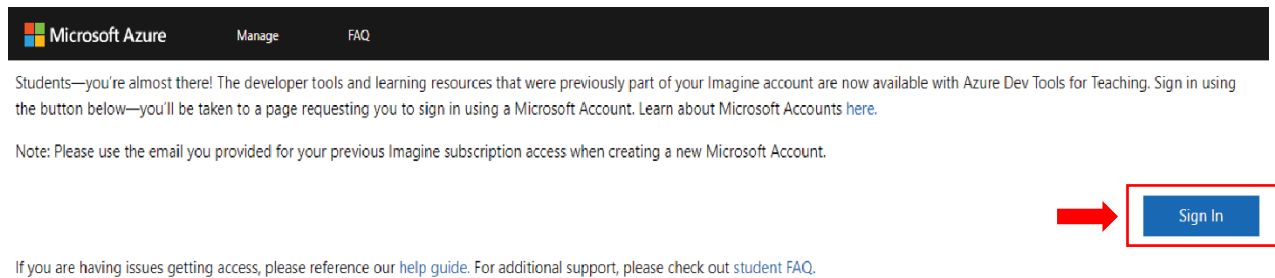 Microsoft Azure Manage FAQ
Students—you're almost there! The developer tools and learning resources that were previously part of your Imagine account are now available with Azure Dev Tools for Teaching. Sign in using
the button below—you'll be taken to a page requesting you to sign in using a Microsoft Account. Learn about Microsoft Accounts here.
Note: Please use the email you provided for your previous Imagine subscription access when creating a new Microsoft Account.
Sign In
If you are having issues getting access, please reference our help guide. For additional support, please check out student FAQ.